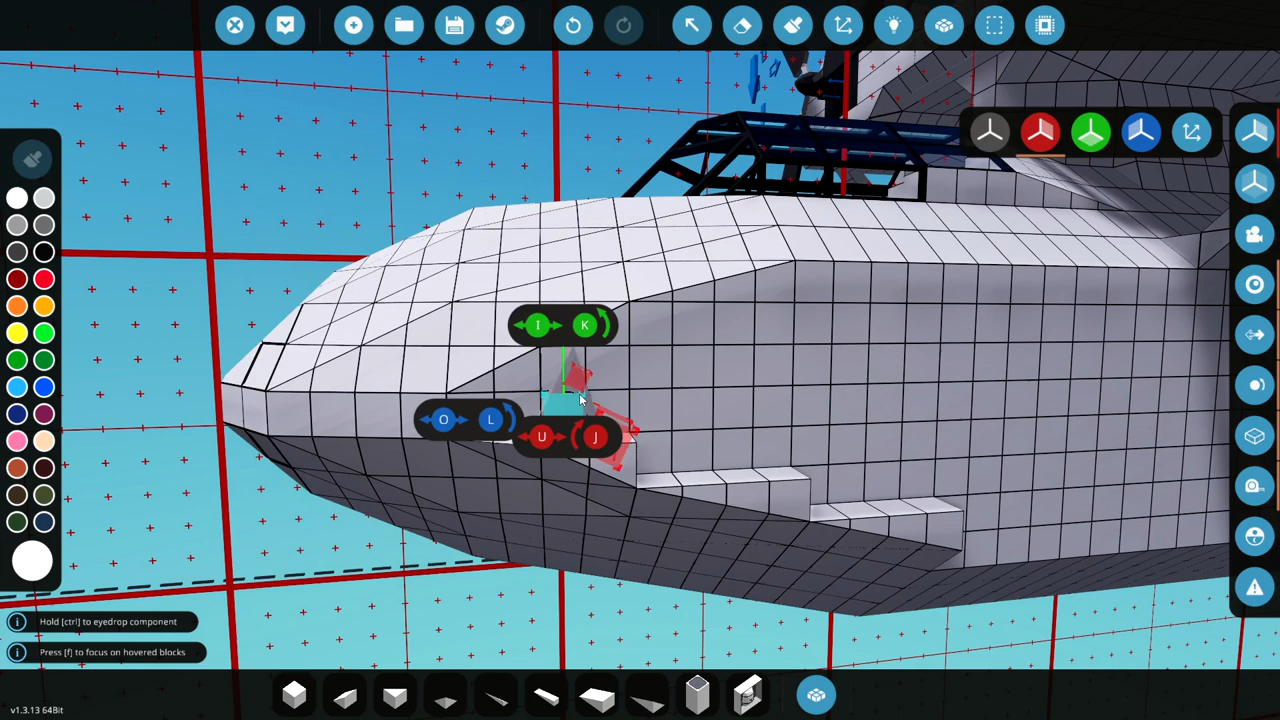 I K
O L
U J
Hold [ctrl] to eyedrop component
Press [f] to focus on hovered blocks
v1.3.13 64Bit